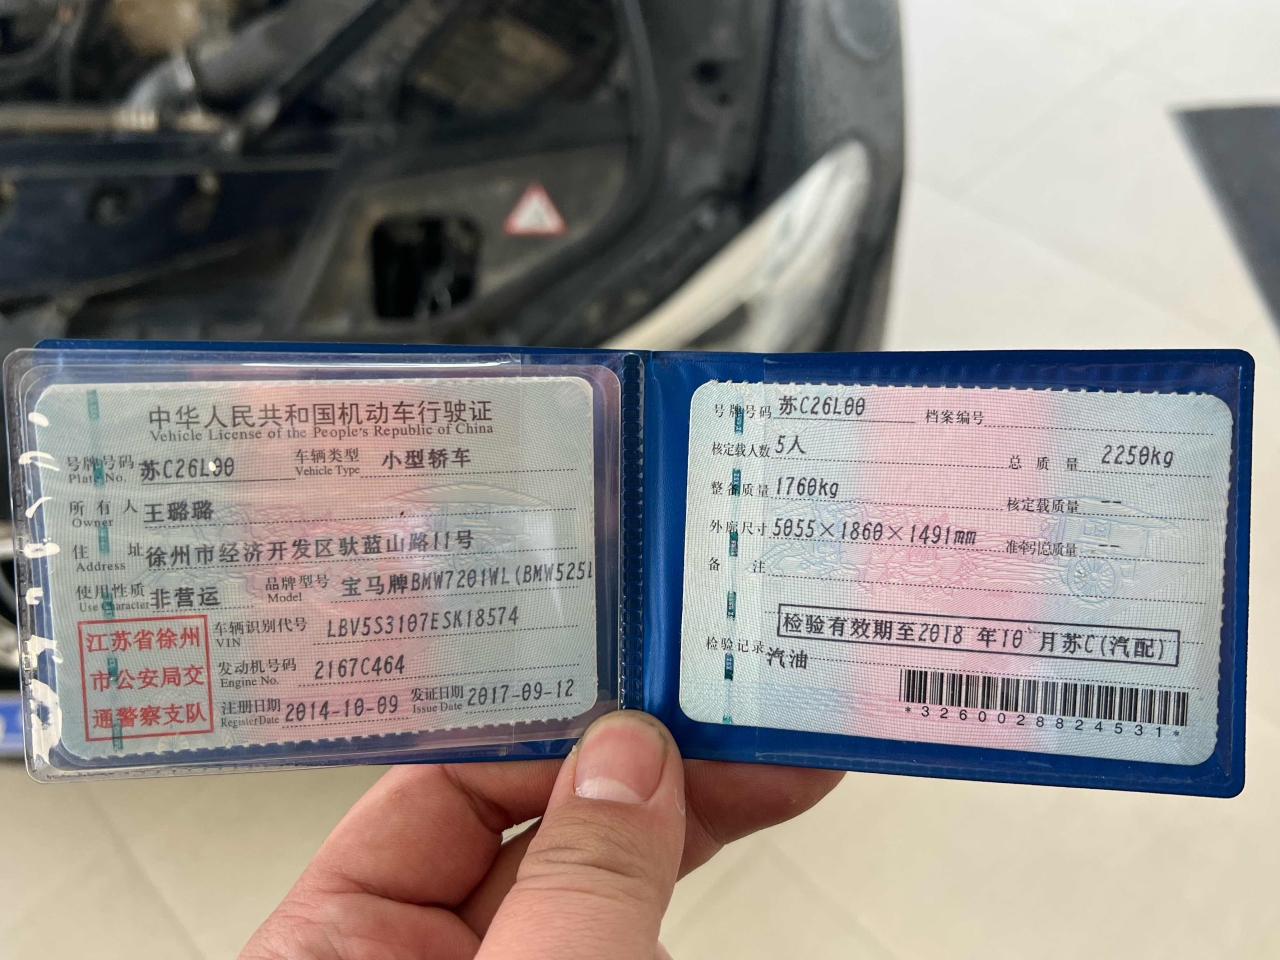 中华人民共和国机动车行驶证
Vehicle License of the People's Republic of China
号牌号码 苏C26L00 车辆类型 小型轿车
Plate No. Vehicle Type
所有人 王璐璐
Owner
住址 徐州市经济开发区驮蓝山路11号
Address
使用性质 非营运 品牌型号 宝马牌BMW7201WL(BMW525L
Use Character Model
江苏省徐州
市公安局交
通警察支队
车辆识别代号 LBV5S3107ESK18574
VIN
发动机号码 2167C464
Engine No.
注册日期 2014-10-09 发证日期 2017-09-12
Register Date Issue Date
号牌号码 苏C26L00 档案编号
核定载人数 5人 总质量 2250kg
整备质量 1760kg 核定载质量 --
外廓尺寸 5055×1860×1491mm 准牵引总质量 --
备注
检验有效期至2018 年10 月苏C(汽配)
检验记录 汽油
*3260028824531*